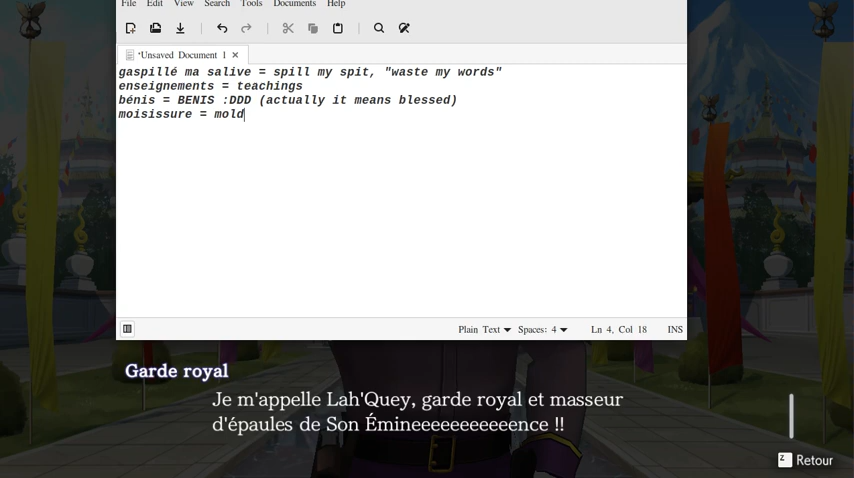 File Edit View Search Tools Documents Help
*Unsaved Document 1 ×
gaspillé ma salive = spill my spit, "waste my words"
enseignements = teachings
bénis = BENIS :DDD (actually it means blessed)
moisissure = mold
Plain Text Spaces: 4 Ln 4, Col 18 INS
Garde royal
Je m'appelle Lah'Quey, garde royal et masseur
d'épaules de Son Émineeeeeeeeeeence !!
Z Retour